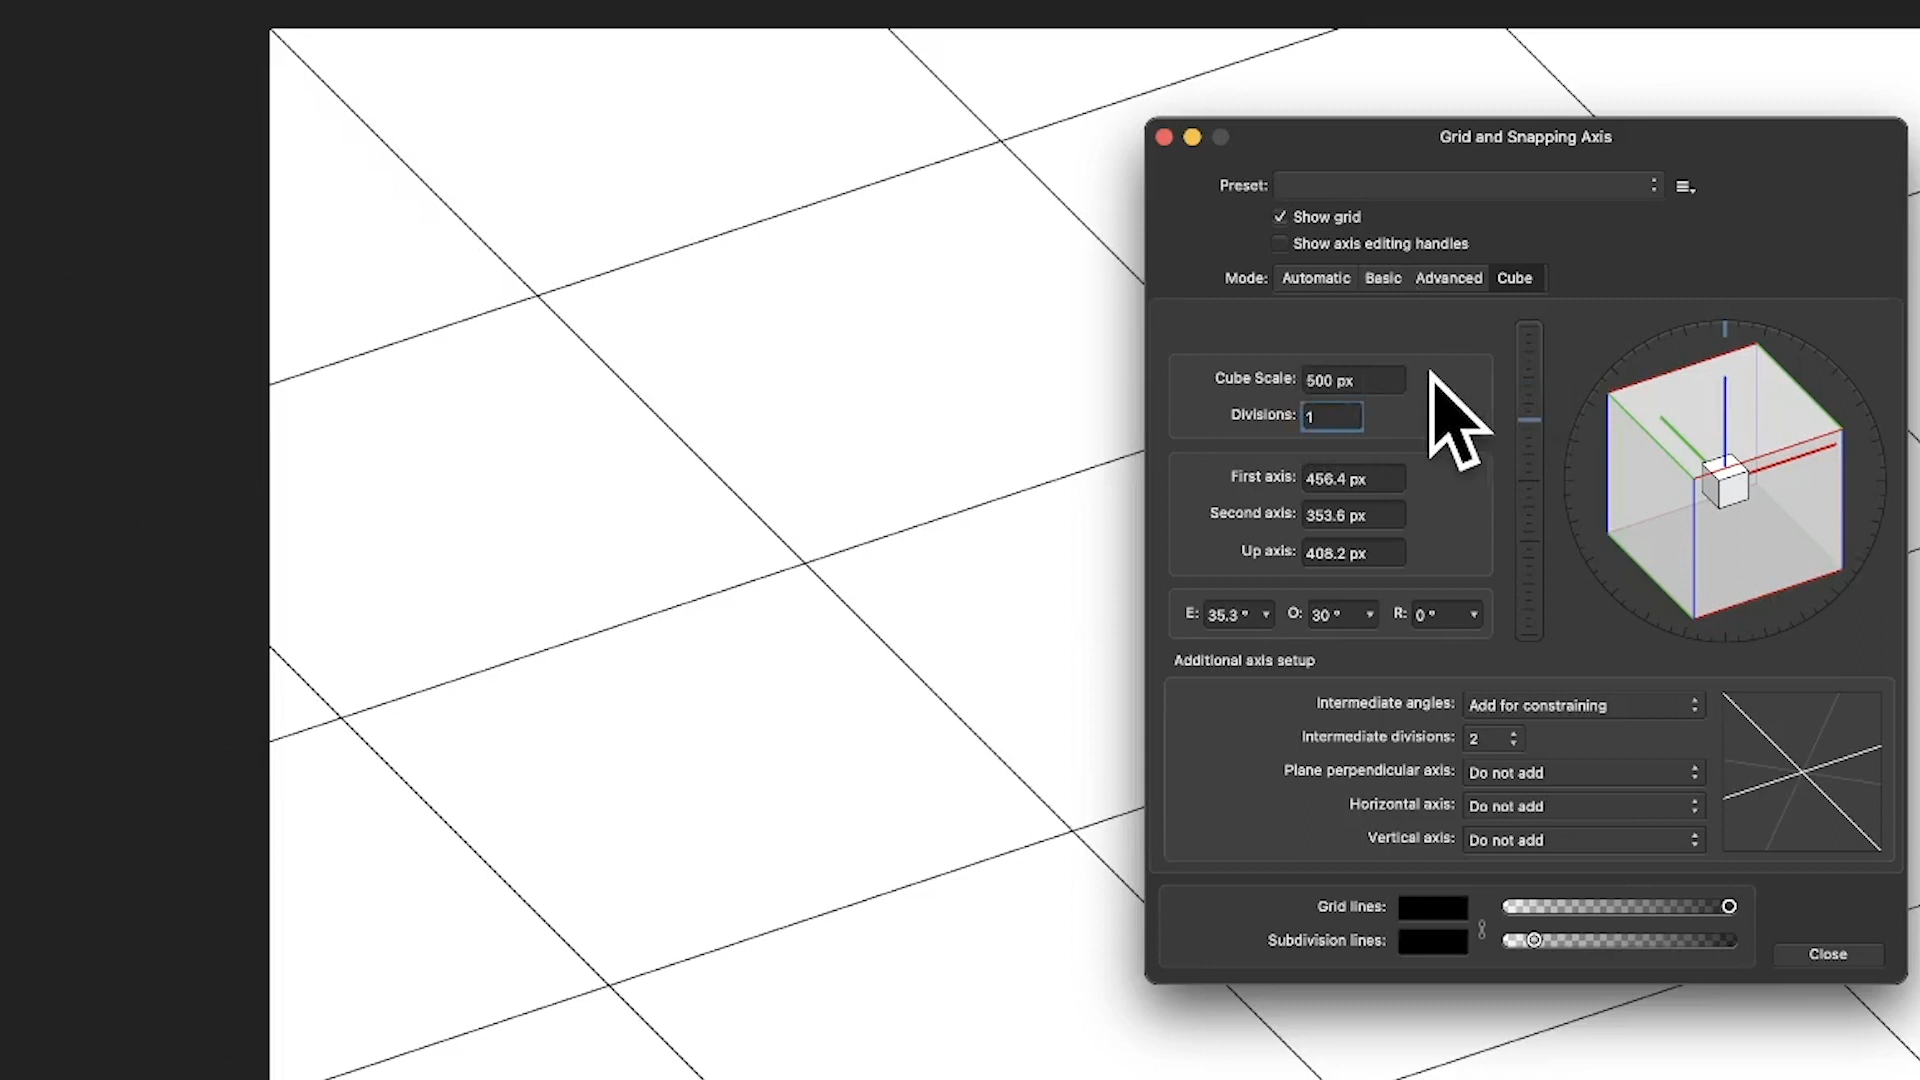 Grid and Snapping Axis
Preset:
Show grid
Show axis editing handles
Mode: Automatic Basic Advanced Cube
Cube Scale: 500 px
Divisions: 1
First axis: 456.4 px
Second axis: 353.6 px
Up axis: 408.2 px
E: 35.3 ° O: 30 ° R: 0 °
Additional axis setup
Intermediate angles: Add for constraining
Intermediate divisions: 2
Plane perpendicular axis: Do not add
Horizontal axis: Do not add
Vertical axis: Do not add
Grid lines:
Subdivision lines:
Close